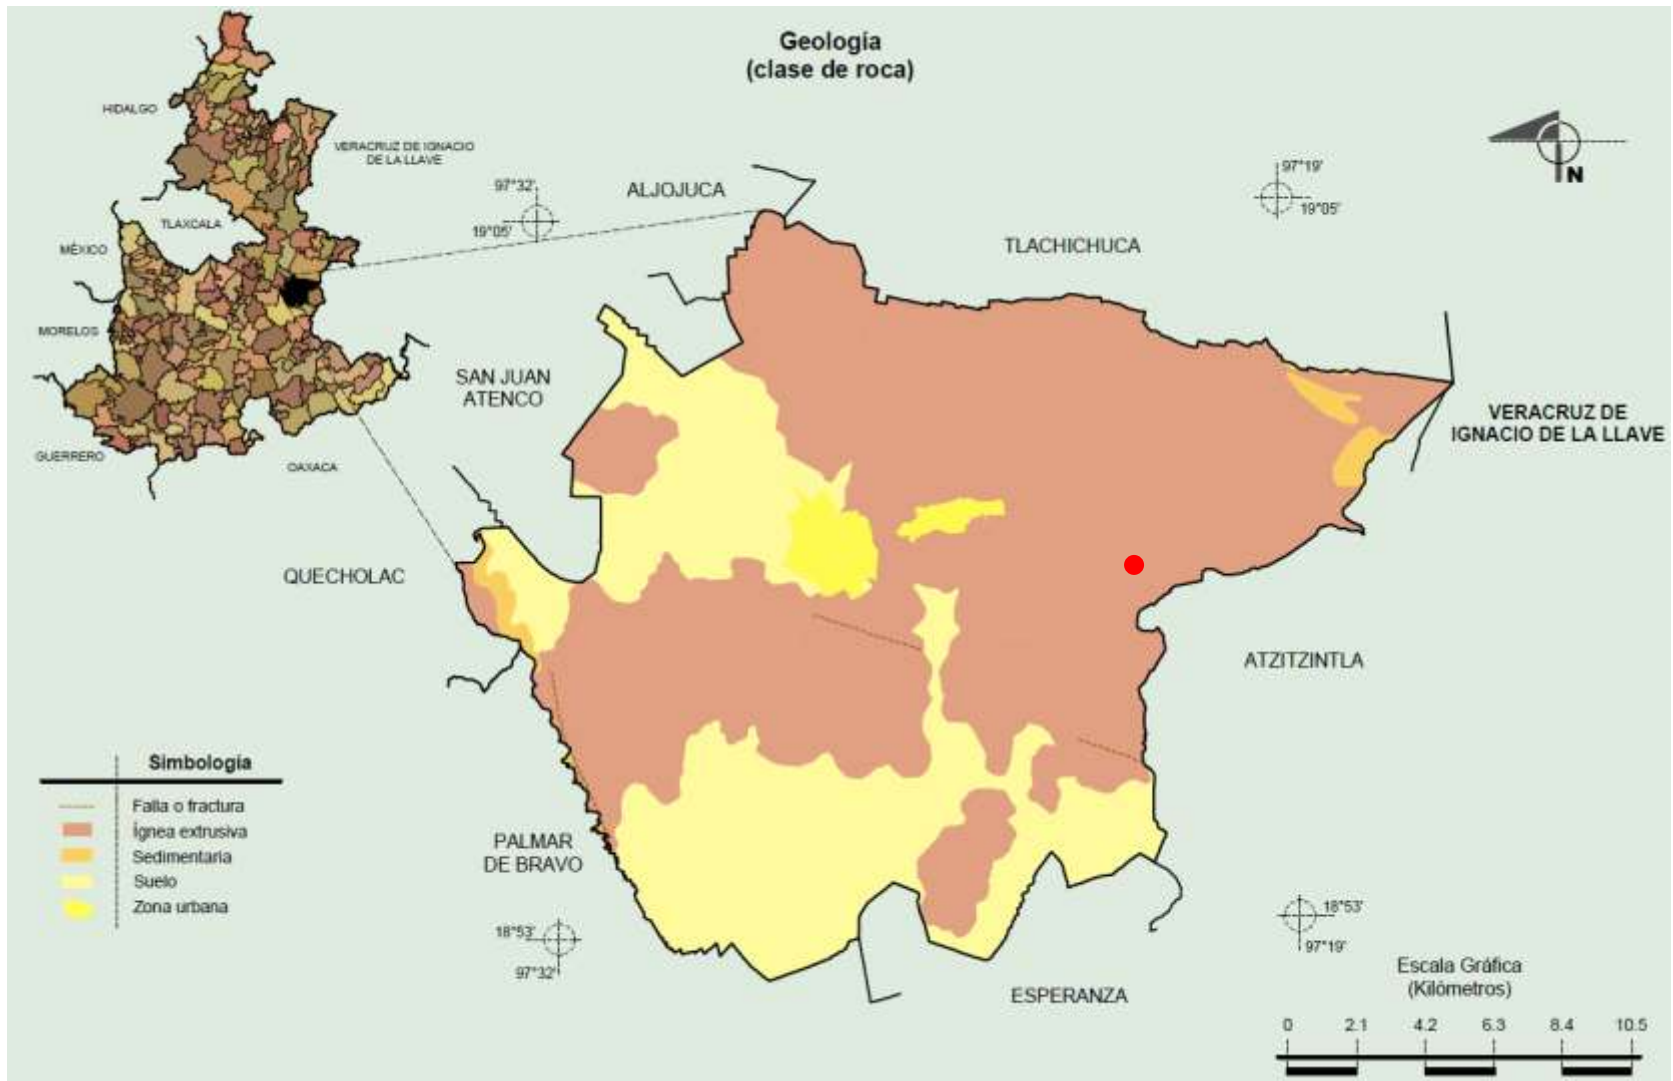 Geología
(clase de roca)
HIDALGO
VERACRUZ DE IGNACIO
DE LA LLAVE
TLAXCALA
MÉXICO
MORELOS
GUERRERO
OAXACA
97°32'
19°05'
ALJOJUCA
97°19'
19°05'
N
TLACHICHUCA
SAN JUAN
ATENCO
VERACRUZ DE
IGNACIO DE LA LLAVE
QUECHOLAC
ATZITZINTLA
Simbología
Falla o fractura
Ígnea extrusiva
Sedimentaria
Suelo
Zona urbana
PALMAR
DE BRAVO
18°53'
97°32'
18°53'
97°19'
ESPERANZA
Escala Gráfica
(Kilómetros)
0 2.1 4.2 6.3 8.4 10.5